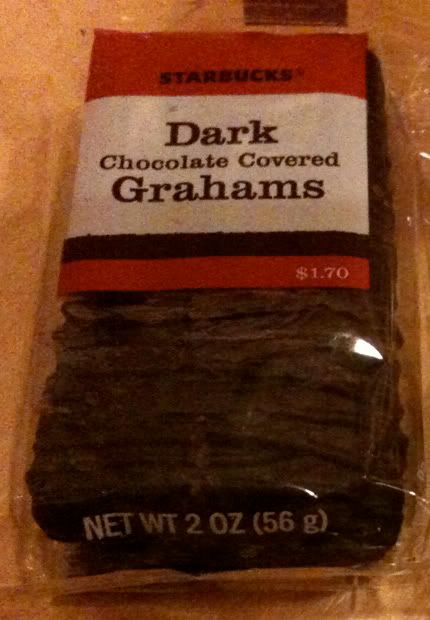 STARBUCKS®
Dark
Chocolate Covered
Grahams
$1.70
NET WT 2 OZ (56 g)